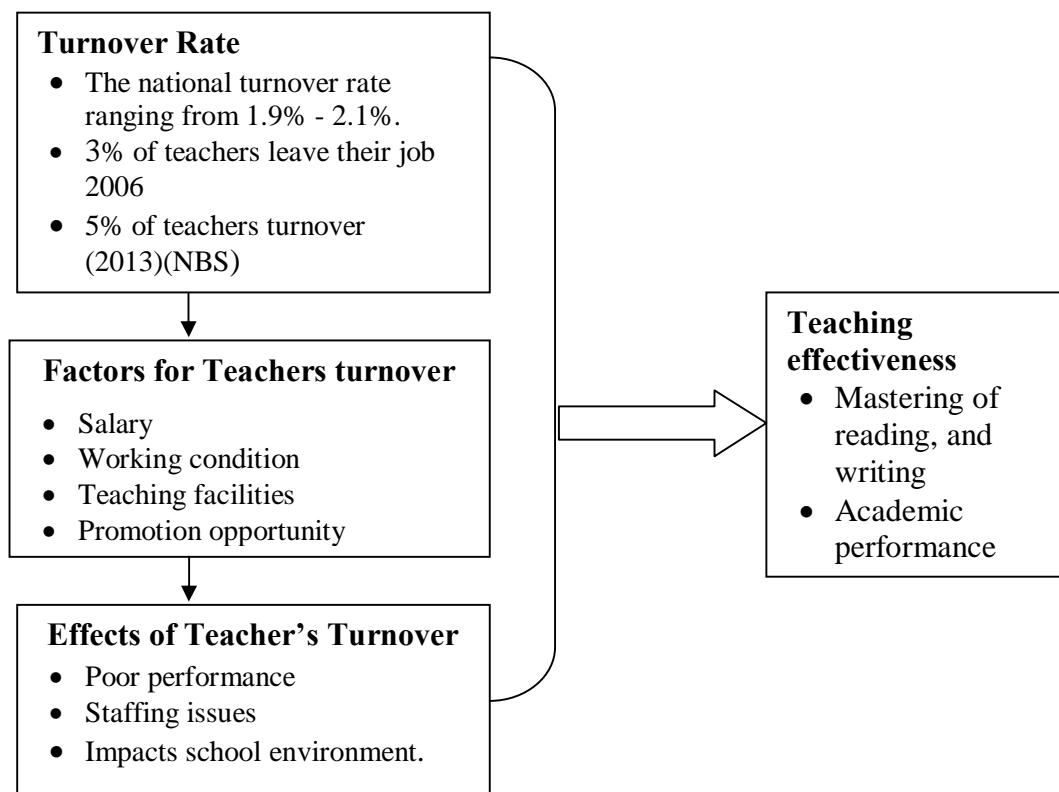 Turnover Rate
• The national turnover rate
ranging from 1.9% - 2.1%.
• 3% of teachers leave their job
2006
• 5% of teachers turnover
(2013)(NBS)
Factors for Teachers turnover
• Salary
• Working condition
• Teaching facilities
• Promotion opportunity
Effects of Teacher’s Turnover
• Poor performance
• Staffing issues
• Impacts school environment.
Teaching
effectiveness
• Mastering of
reading, and
writing
• Academic
performance